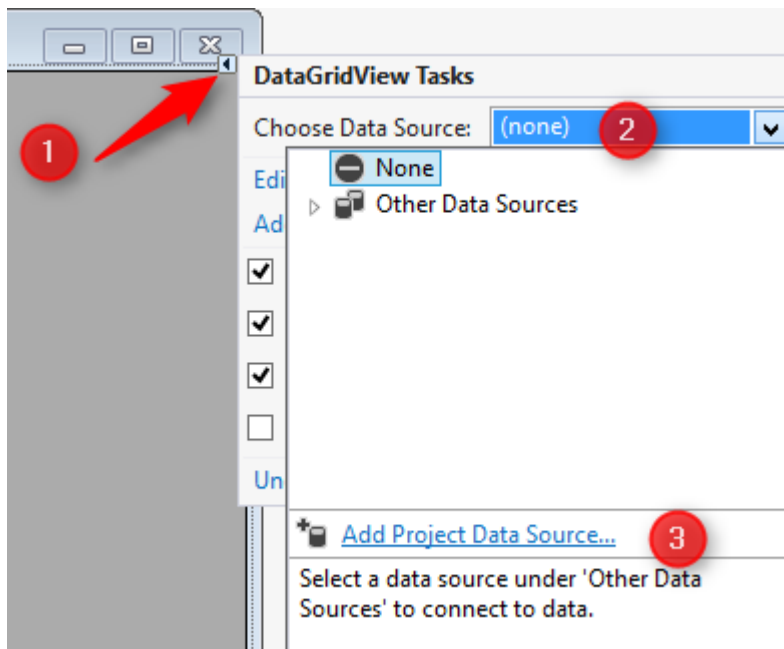 DataGridView Tasks
1
Choose Data Source: (none) 2
None
Edi
Other Data Sources
Ad
Un
Add Project Data Source... 3
Select a data source under 'Other Data
Sources' to connect to data.